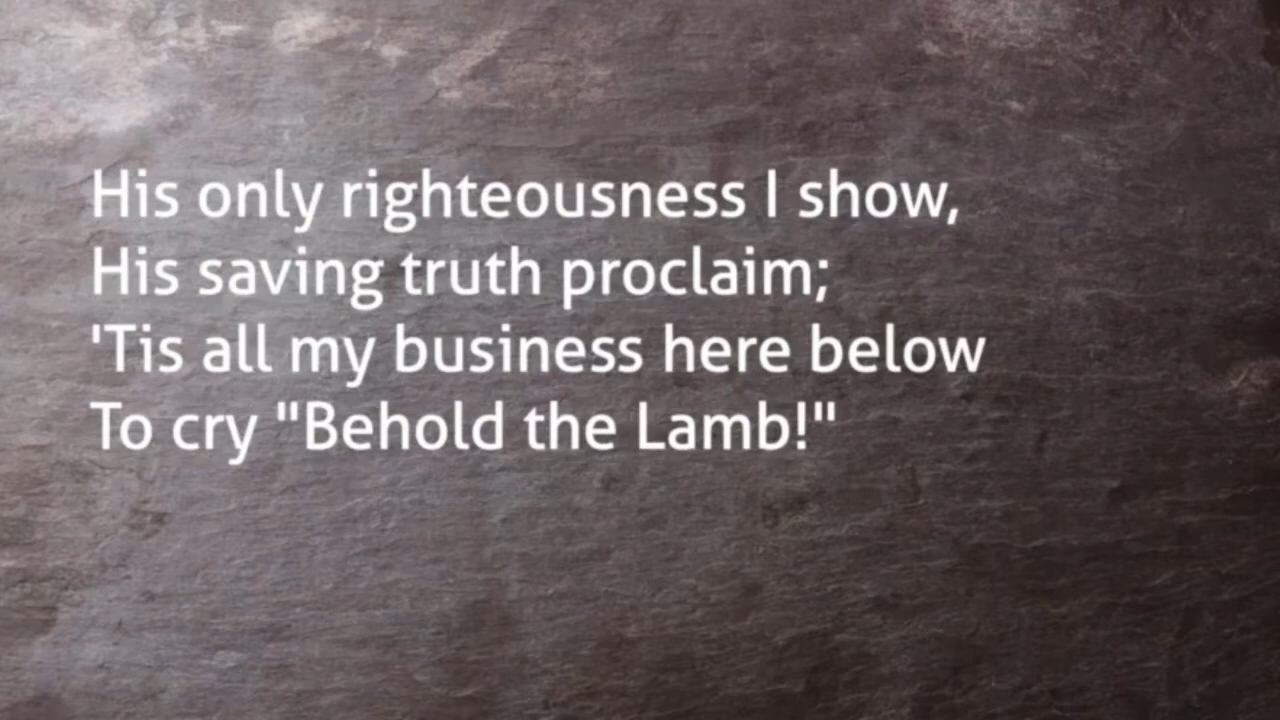 His only righteousness I show,
His saving truth proclaim;
'Tis all my business here below
To cry "Behold the Lamb!"